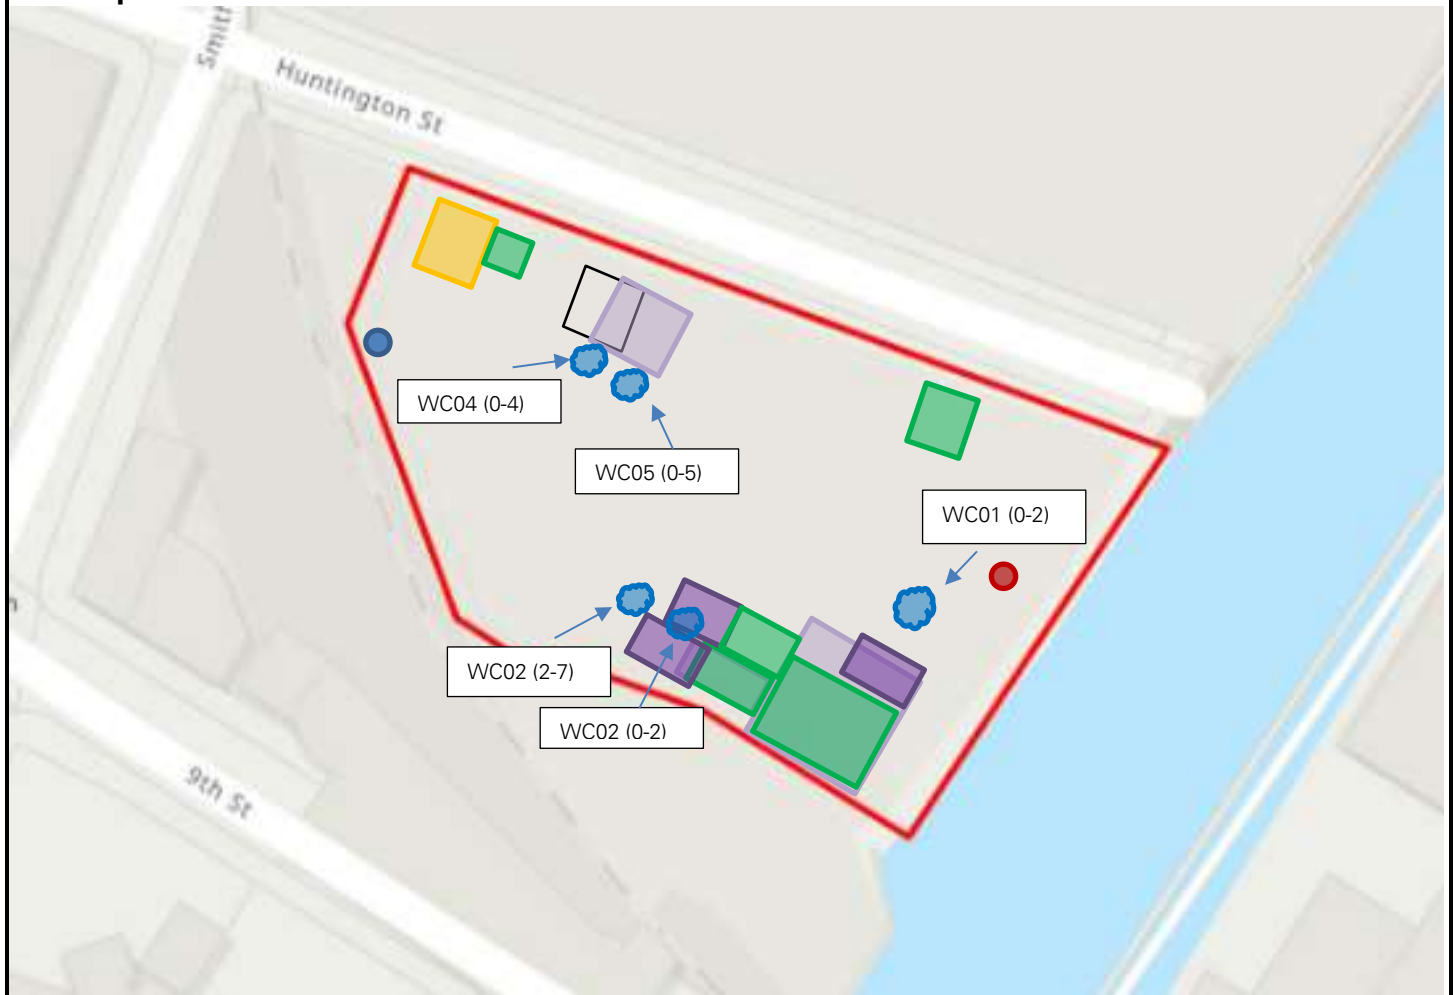 Smith
Huntington St
WC04 (0-4)
WC05 (0-5)
WC01 (0-2)
WC02 (2-7)
WC02 (0-2)
9th St